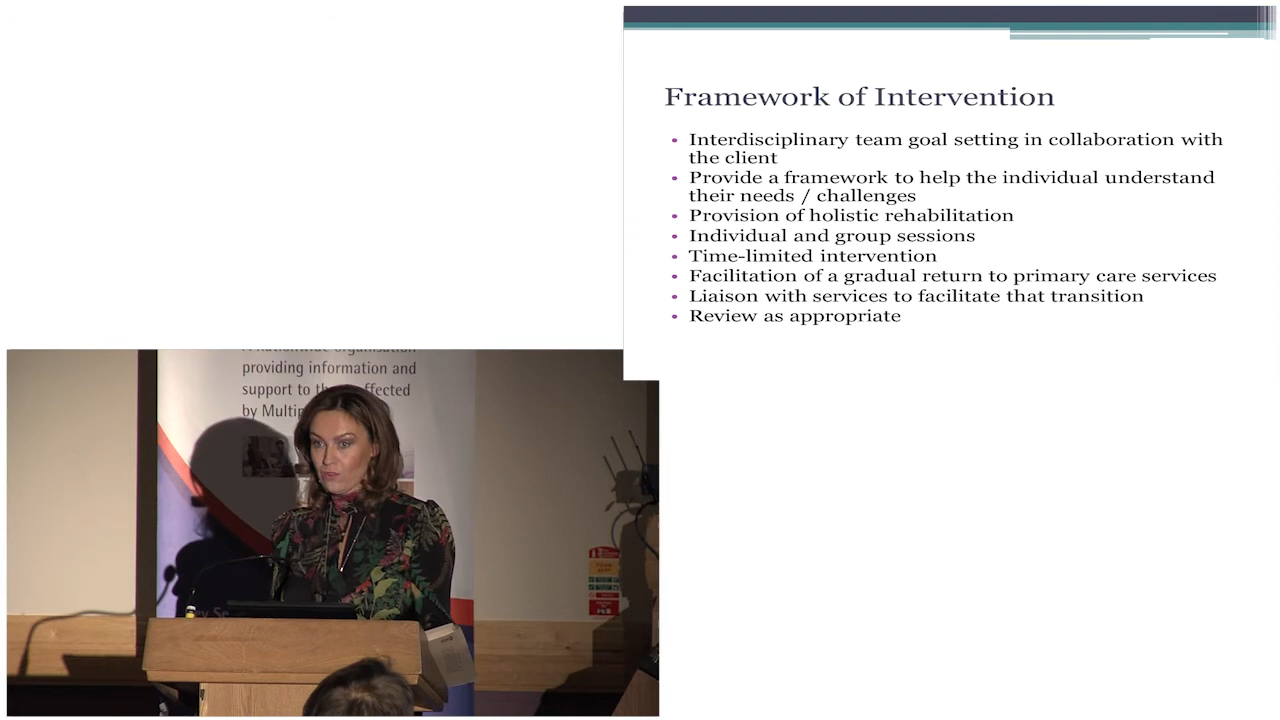 Framework of Intervention
• Interdisciplinary team goal setting in collaboration with
the client
• Provide a framework to help the individual understand
their needs / challenges
• Provision of holistic rehabilitation
• Individual and group sessions
• Time-limited intervention
• Facilitation of a gradual return to primary care services
• Liaison with services to facilitate that transition
• Review as appropriate
A nationwide organisation
providing information and
support to
by